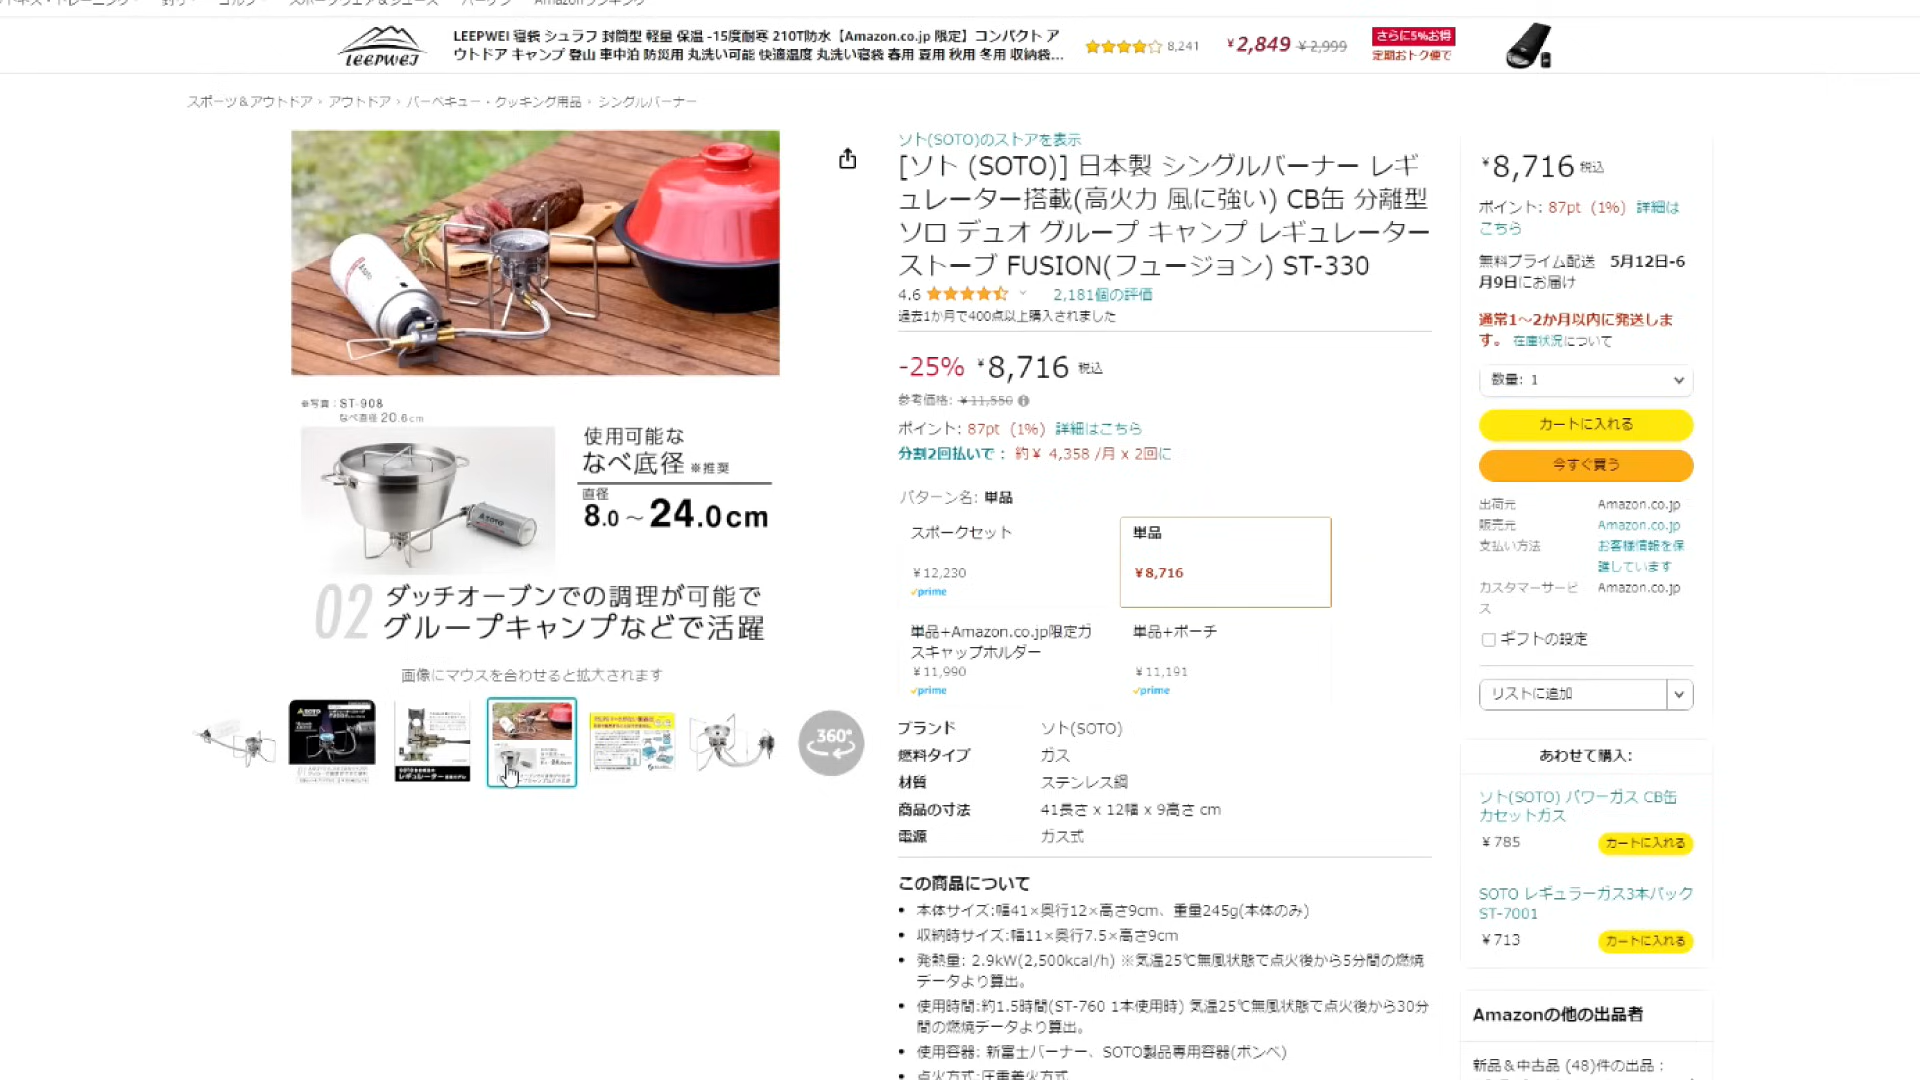 LEEPWEI
LEEPWEI 寝袋 シュラフ 封筒型 軽量 保温 -15度耐寒 210T防水【Amazon.co.jp 限定】コンパクト ア
ウトドア キャンプ 登山 車中泊 防災用 丸洗い可能 快適温度 丸洗い寝袋 春用 夏用 秋用 冬用 収納袋...
8,241
￥2,849 ￥2,999
さらに5%お得
定期おトク便で
スポーツ＆アウトドア › アウトドア › バーベキュー・クッキング用品 › シングルバーナー
ソト(SOTO)のストアを表示
[ソト (SOTO)] 日本製 シングルバーナー レギ
ュレーター搭載(高火力 風に強い) CB缶 分離型
ソロ デュオ グループ キャンプ レギュレーター
ストーブ FUSION(フュージョン) ST-330
4.6
2,181個の評価
過去1か月で400点以上購入されました
-25% ￥8,716 税込
参考価格: ￥11,550
ポイント: 87pt (1%) 詳細はこちら
分割2回払いで： 約￥ 4,358 /月 x 2回に
パターン名: 単品
スポークセット
￥12,230
prime
単品
￥8,716
単品+Amazon.co.jp限定ガ
スキャップホルダー
￥11,990
prime
単品+ポーチ
￥11,191
prime
ブランド ソト(SOTO)
燃料タイプ ガス
材質 ステンレス鋼
商品の寸法 41長さ x 12幅 x 9高さ cm
電源 ガス式
この商品について
• 本体サイズ:幅41×奥行12×高さ9cm、重量245g(本体のみ)
• 収納時サイズ:幅11×奥行7.5×高さ9cm
• 発熱量: 2.9kW(2,500kcal/h) ※気温25℃無風状態で点火後から5分間の燃焼
データより算出。
• 使用時間:約1.5時間(ST-760 1本使用時) 気温25℃無風状態で点火後から30分
間の燃焼データより算出。
• 使用容器: 新富士バーナー、SOTO製品専用容器(ボンベ)
• 点火方式:圧電着火方式
※写真：ST-908
なべ直径 20.6cm
使用可能な
なべ底径 ※推奨
直径
8.0～24.0cm
02 ダッチオーブンでの調理が可能で
グループキャンプなどで活躍
画像にマウスを合わせると拡大されます
360°
￥8,716 税込
ポイント: 87pt (1%) 詳細は
こちら
無料プライム配送 5月12日-6
月9日にお届け
通常1～2か月以内に発送しま
す。 在庫状況について
数量: 1
カートに入れる
今すぐ買う
出荷元 Amazon.co.jp
販売元 Amazon.co.jp
支払い方法 お客様情報を保
護しています
カスタマーサービ Amazon.co.jp
ス
ギフトの設定
リストに追加
あわせて購入:
ソト(SOTO) パワーガス CB缶
カセットガス
￥785 カートに入れる
SOTO レギュラーガス3本パック
ST-7001
￥713 カートに入れる
Amazonの他の出品者
新品＆中古品 (48)件の出品：